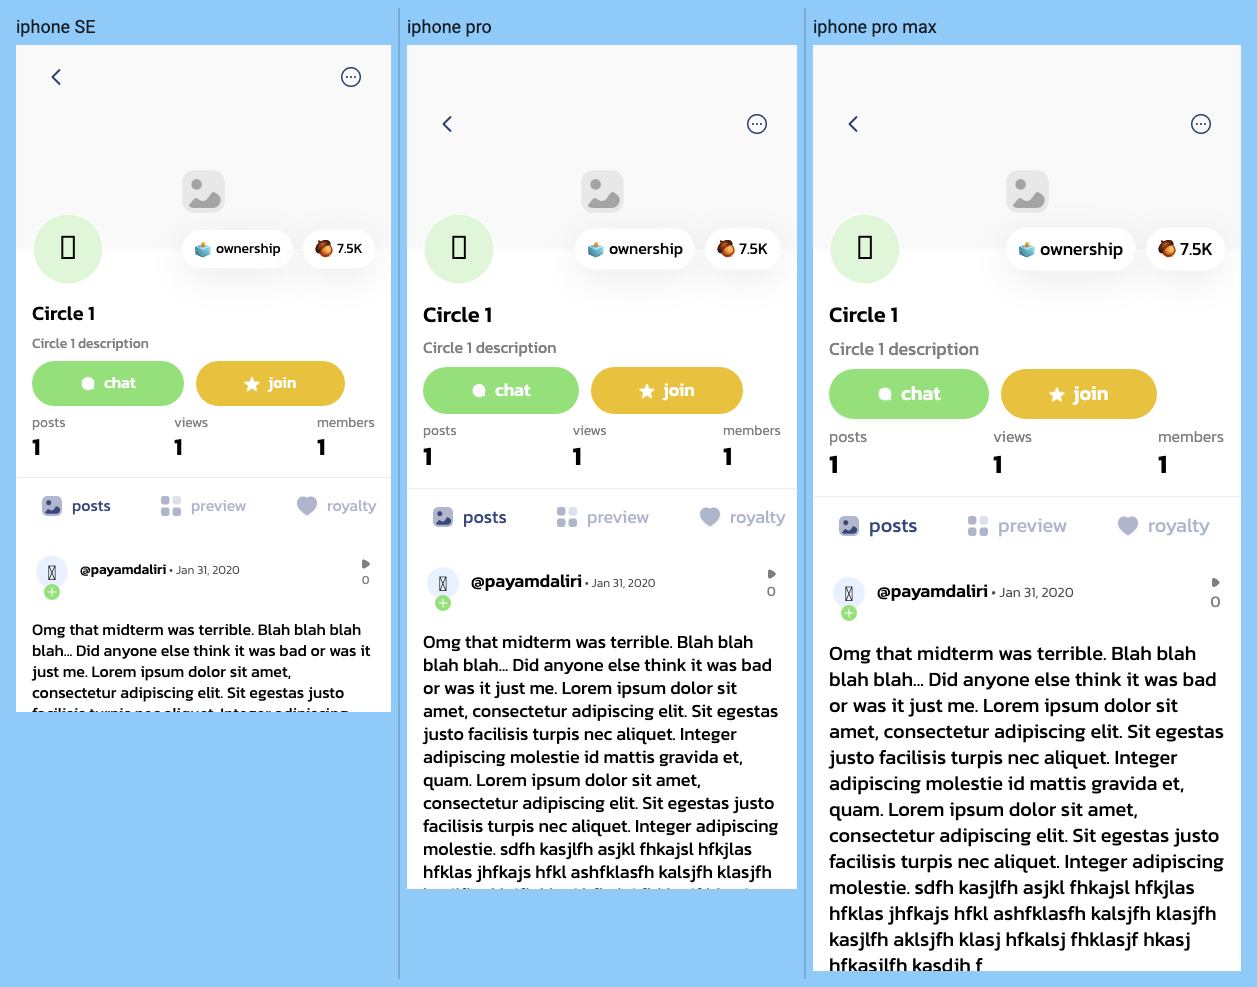 iphone SE
ownership
7.5K
Circle 1
Circle 1 description
chat
join
posts
views
members
1
1
1
posts
preview
royalty
@payamdaliri • Jan 31, 2020
0
Omg that midterm was terrible. Blah blah blah
blah... Did anyone else think it was bad or was it
just me. Lorem ipsum dolor sit amet,
consectetur adipiscing elit. Sit egestas justo
facilisis turpis nec aliquet. Integer adipiscing
iphone pro
ownership
7.5K
Circle 1
Circle 1 description
chat
join
posts
views
members
1
1
1
posts
preview
royalty
@payamdaliri • Jan 31, 2020
0
Omg that midterm was terrible. Blah blah
blah blah... Did anyone else think it was bad
or was it just me. Lorem ipsum dolor sit
amet, consectetur adipiscing elit. Sit egestas
justo facilisis turpis nec aliquet. Integer
adipiscing molestie id mattis gravida et,
quam. Lorem ipsum dolor sit amet,
consectetur adipiscing elit. Sit egestas justo
facilisis turpis nec aliquet. Integer adipiscing
molestie. sdfh kasjlfh asjkl fhkajsl hfkjlas
hfklas jhfkajs hfkl ashfklasfh kalsjfh klasjfh
iphone pro max
ownership
7.5K
Circle 1
Circle 1 description
chat
join
posts
views
members
1
1
1
posts
preview
royalty
@payamdaliri • Jan 31, 2020
0
Omg that midterm was terrible. Blah blah
blah blah... Did anyone else think it was bad
or was it just me. Lorem ipsum dolor sit
amet, consectetur adipiscing elit. Sit egestas
justo facilisis turpis nec aliquet. Integer
adipiscing molestie id mattis gravida et,
quam. Lorem ipsum dolor sit amet,
consectetur adipiscing elit. Sit egestas justo
facilisis turpis nec aliquet. Integer adipiscing
molestie. sdfh kasjlfh asjkl fhkajsl hfkjlas
hfklas jhfkajs hfkl ashfklasfh kalsjfh klasjfh
kasjlfh aklsjfh klasj hfkalsj fhklasjf hkasj
hfkasjlfh kasdjh f